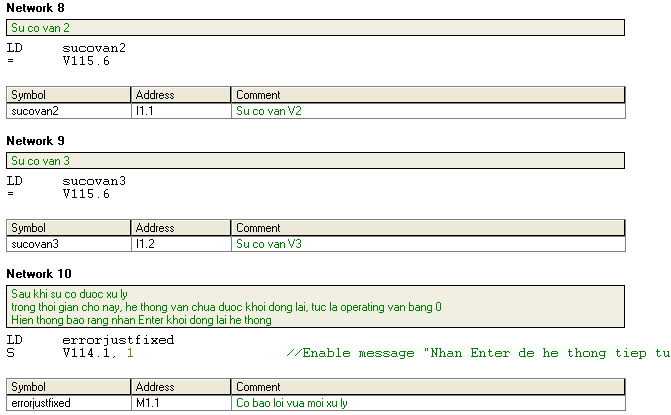 Network 8
Su co van 2
LD sucovan2
= V115.6
Symbol Address Comment
sucovan2 I1.1 Su co van V2
Network 9
Su co van 3
LD sucovan3
= V115.6
Symbol Address Comment
sucovan3 I1.2 Su co van V3
Network 10
Sau khi su co duoc xu ly
trong thoi gian cho nay, he thong van chua duoc khoi dong lai, tuc la operating van bang 0
Hien thong bao rang nhan Enter khoi dong lai he thong
LD errorjustfixed
S V114.1, 1 //Enable message "Nhan Enter de he thong tiep tu
Symbol Address Comment
errorjustfixed M1.1 Co bao loi vua moi xu ly